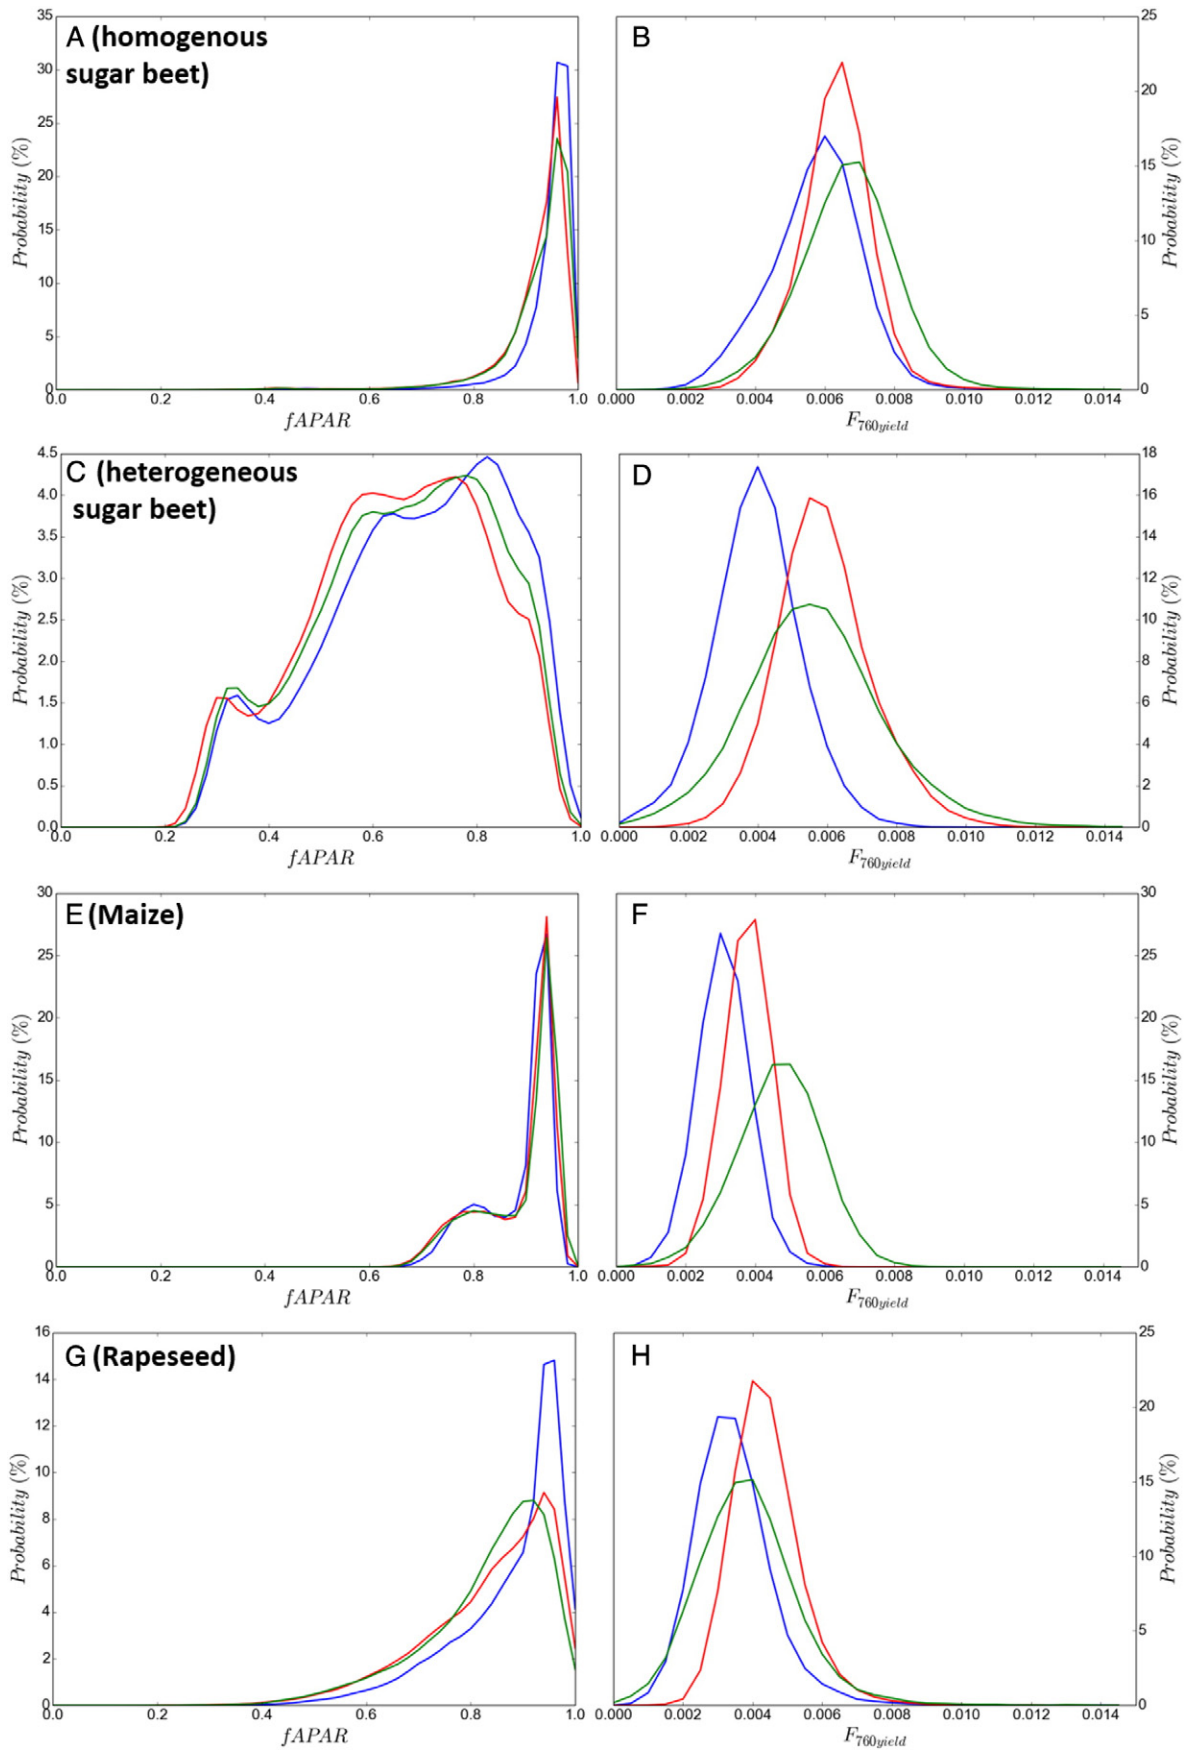 A (homogenous
sugar beet)
B
35
30
25
20
15
10
5
0
Probability (%)
0.0 0.2 0.4 0.6 0.8 1.0
fAPAR
25
20
15
10
5
0
Probability (%)
0.000 0.002 0.004 0.006 0.008 0.010 0.012 0.014
F760yield
C (heterogeneous
sugar beet)
D
4.5
4.0
3.5
3.0
2.5
2.0
1.5
1.0
0.5
0.0
Probability (%)
0.0 0.2 0.4 0.6 0.8 1.0
fAPAR
18
16
14
12
10
8
6
4
2
0
Probability (%)
0.000 0.002 0.004 0.006 0.008 0.010 0.012 0.014
F760yield
E (Maize)
F
30
25
20
15
10
5
0
Probability (%)
0.0 0.2 0.4 0.6 0.8 1.0
fAPAR
30
25
20
15
10
5
0
Probability (%)
0.000 0.002 0.004 0.006 0.008 0.010 0.012 0.014
F760yield
G (Rapeseed)
H
16
14
12
10
8
6
4
2
0
Probability (%)
0.0 0.2 0.4 0.6 0.8 1.0
fAPAR
25
20
15
10
5
0
Probability (%)
0.000 0.002 0.004 0.006 0.008 0.010 0.012 0.014
F760yield